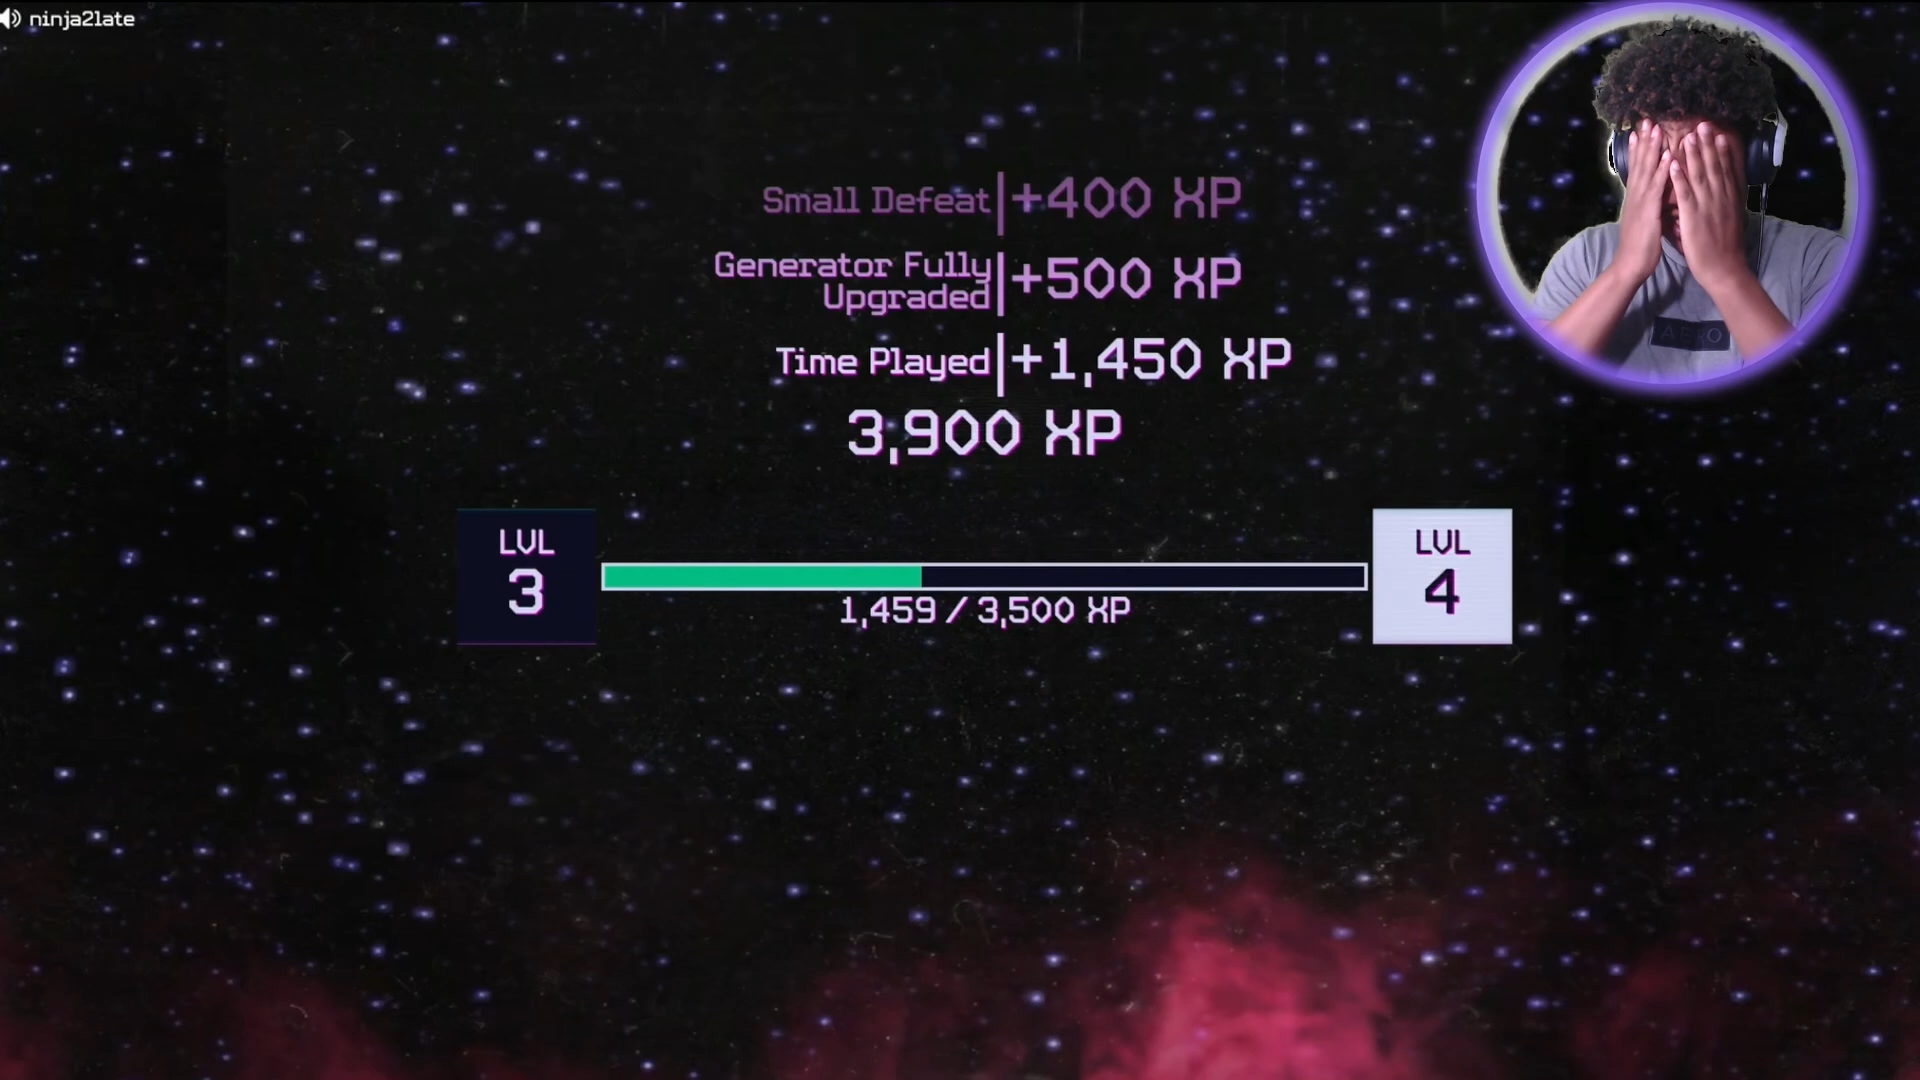 ninja2late
Small Defeat +400 XP
Generator Fully
Upgraded +500 XP
Time Played +1,450 XP
3,900 XP
LVL
3
1,459 / 3,500 XP
LVL
4
AERO